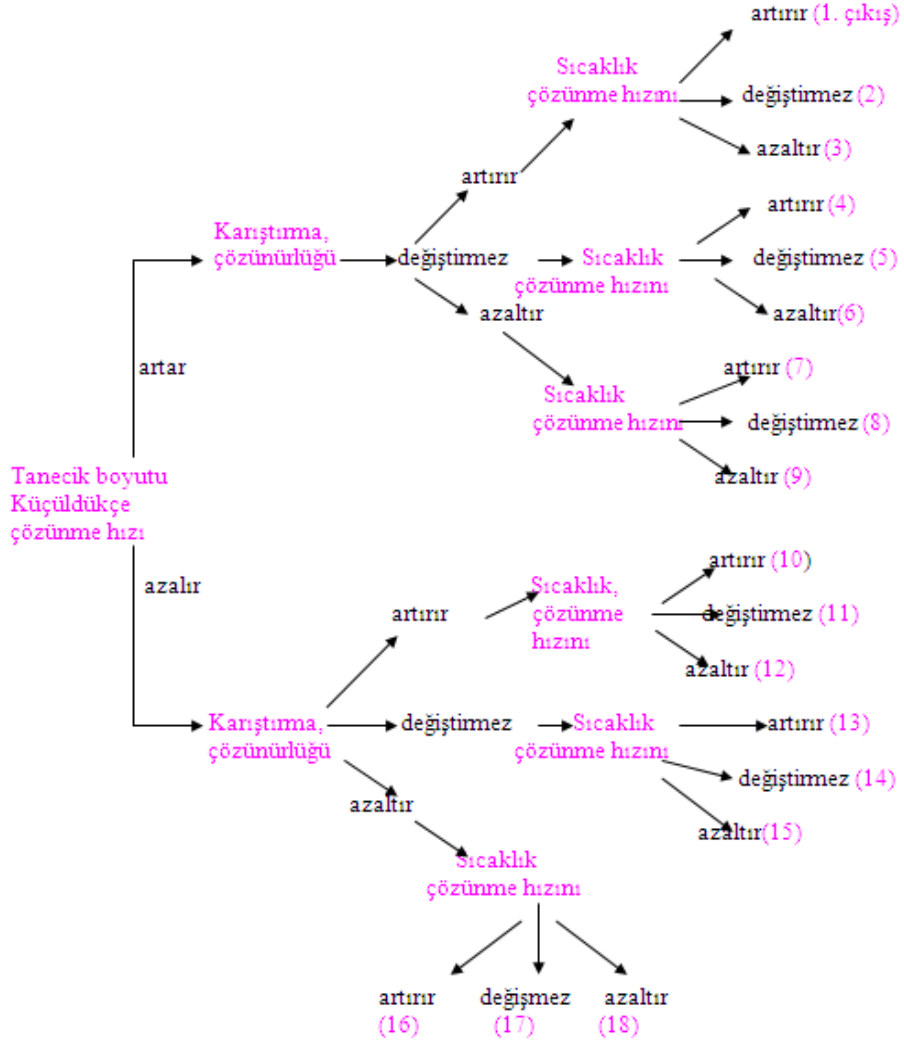 artırır (1. çıkış)
Sıcaklık
çözünme hızını
değiştirmez (2)
azaltır (3)
artırır
artırır (4)
Karıştırma,
çözünürlüğü
değiştirmez
Sıcaklık
çözünme hızını
değiştirmez (5)
azaltır
azaltır(6)
artar
artırır (7)
Sıcaklık
çözünme hızını
değiştirmez (8)
azaltır (9)
Tanecik boyutu
Küçüldükçe
çözünme hızı
azalır
artırır (10)
artırır
Sıcaklık,
çözünme
hızını
değiştirmez (11)
azaltır (12)
Karıştırma,
çözünürlüğü
değiştirmez
Sıcaklık
çözünme hızını
artırır (13)
değiştirmez (14)
azaltır
azaltır(15)
Sıcaklık
çözünme hızını
artırır
(16)
değişmez
(17)
azaltır
(18)